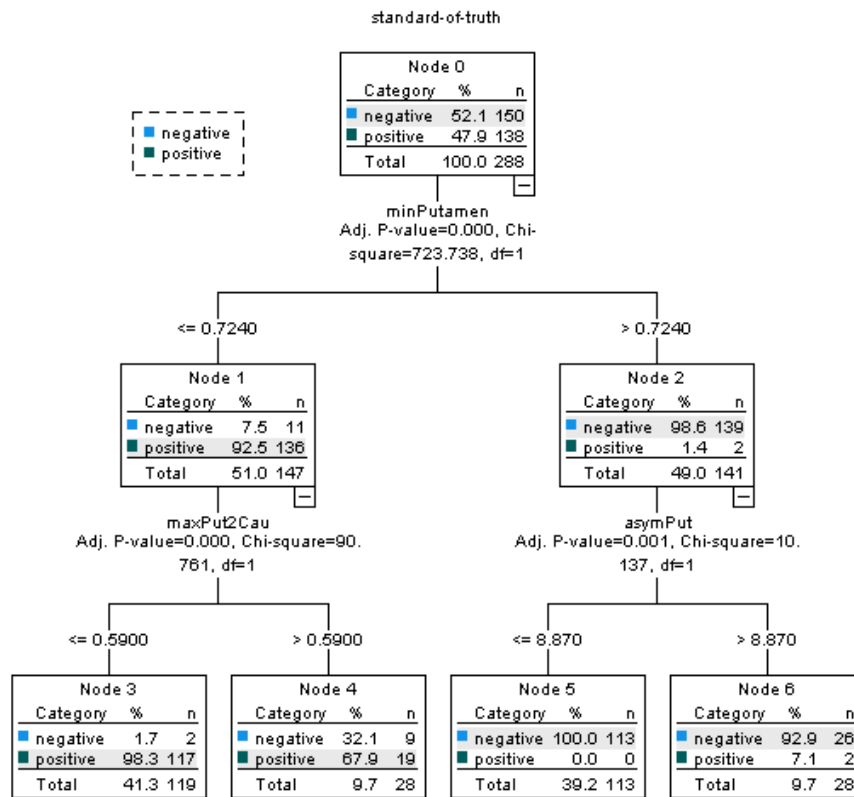 standard-of-truth
negative
positive
Node 0
Category % n
negative 52.1 150
positive 47.9 138
Total 100.0 288
minPutamen
Adj. P-value=0.000, Chi-
square=723.738, df=1
<= 0.7240
> 0.7240
Node 1
Category % n
negative 7.5 11
positive 92.5 136
Total 51.0 147
Node 2
Category % n
negative 98.6 139
positive 1.4 2
Total 49.0 141
maxPut2Cau
Adj. P-value=0.000, Chi-square=90.
761, df=1
asymPut
Adj. P-value=0.001, Chi-square=10.
137, df=1
<= 0.5900
> 0.5900
<= 8.870
> 8.870
Node 3
Category % n
negative 1.7 2
positive 98.3 117
Total 41.3 119
Node 4
Category % n
negative 32.1 9
positive 67.9 19
Total 9.7 28
Node 5
Category % n
negative 100.0 113
positive 0.0 0
Total 39.2 113
Node 6
Category % n
negative 92.9 26
positive 7.1 2
Total 9.7 28